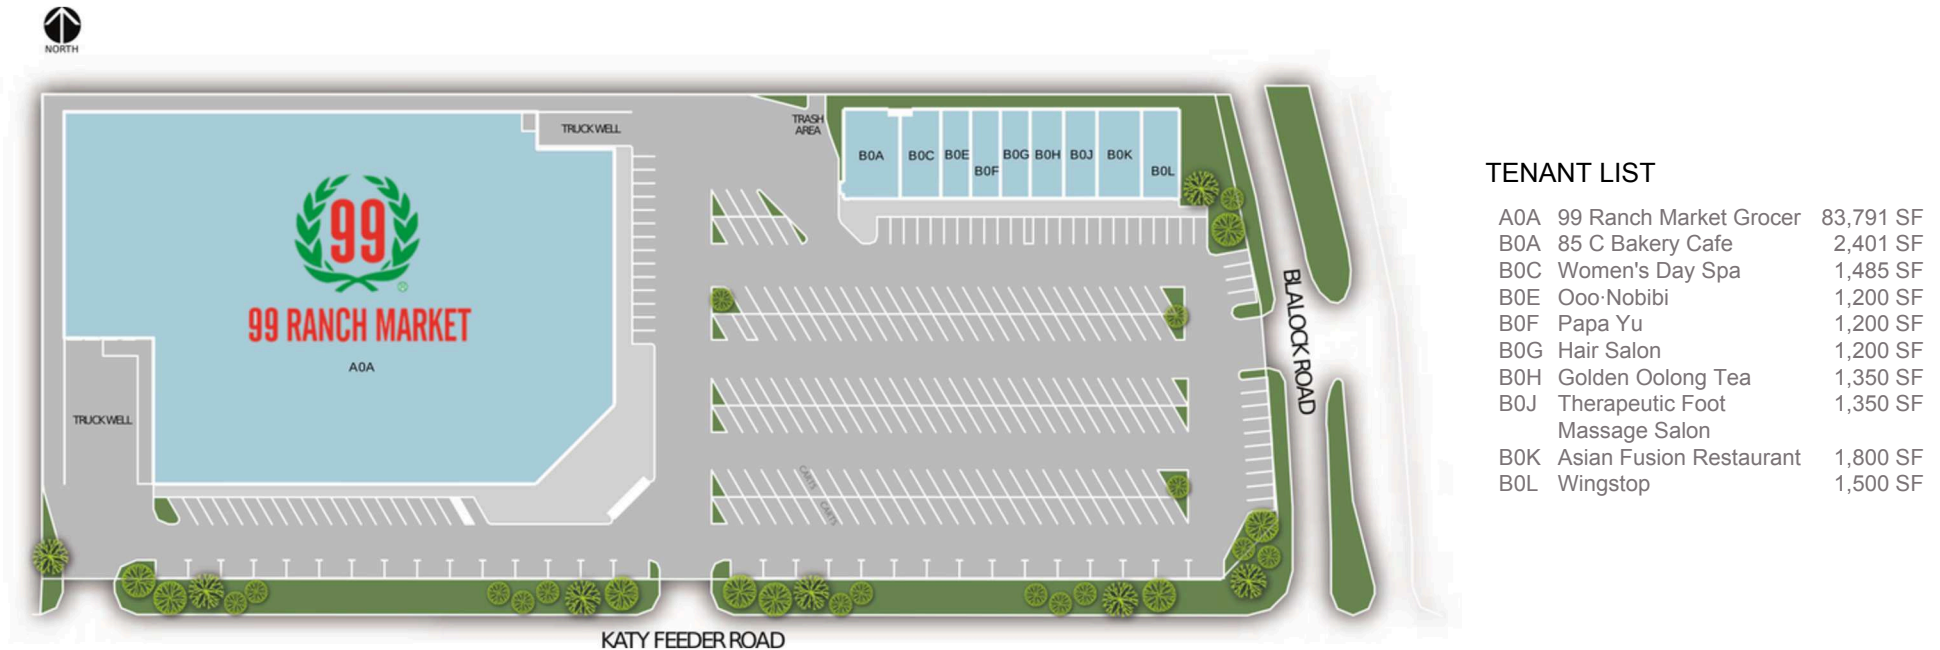 NORTH
TRUCK WELL
TRASH
AREA
B0A
B0C
B0E
B0F
B0G
B0H
B0J
B0K
B0L
99
®
99 RANCH MARKET
A0A
TRUCK WELL
CARTS
CARTS
BLALOCK ROAD
KATY FEEDER ROAD
TENANT LIST
A0A 99 Ranch Market Grocer 83,791 SF
B0A 85 C Bakery Cafe 2,401 SF
B0C Women's Day Spa 1,485 SF
B0E Ooo·Nobibi 1,200 SF
B0F Papa Yu 1,200 SF
B0G Hair Salon 1,200 SF
B0H Golden Oolong Tea 1,350 SF
B0J Therapeutic Foot 1,350 SF
Massage Salon
B0K Asian Fusion Restaurant 1,800 SF
B0L Wingstop 1,500 SF